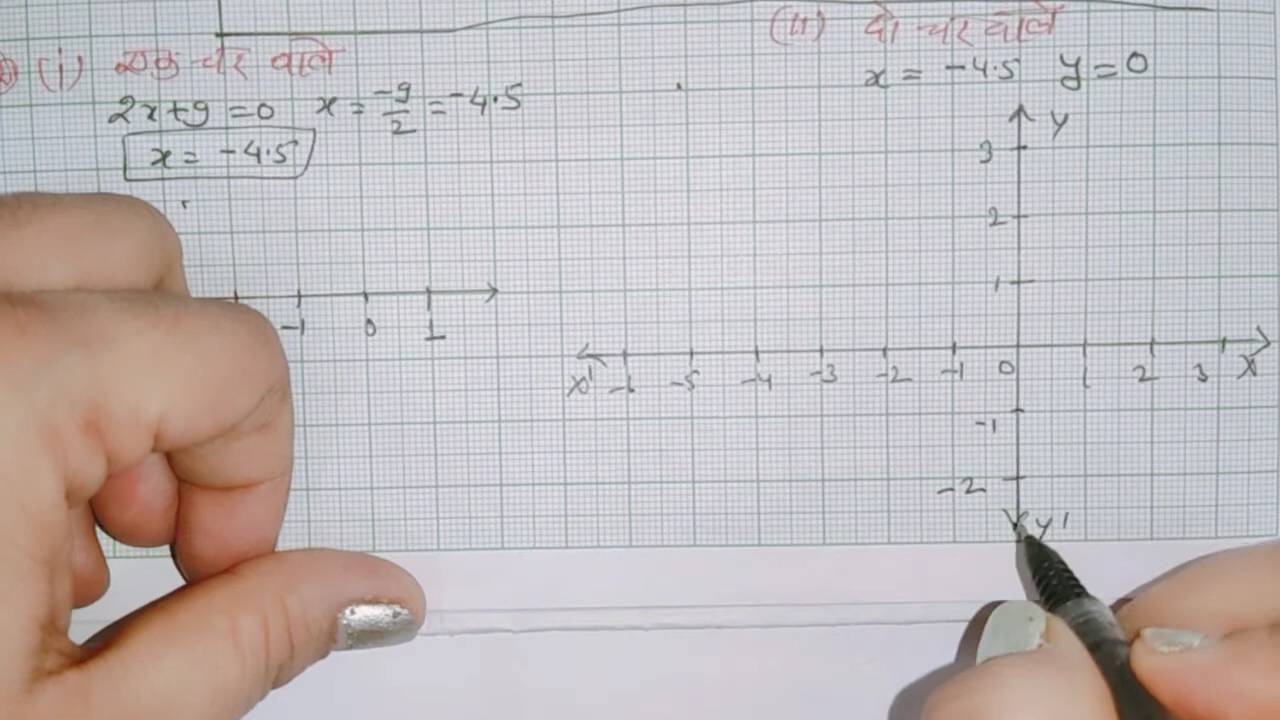 (i) एक चर वाले
2x+9 =0 x = -9/2 = -4.5
x = -4.5
-1 0 1
(ii) दो चर वाले
x = -4.5 y = 0
y
3
2
1
x' -6 -5 -4 -3 -2 -1 0 1 2 3 X
-1
-2
y'